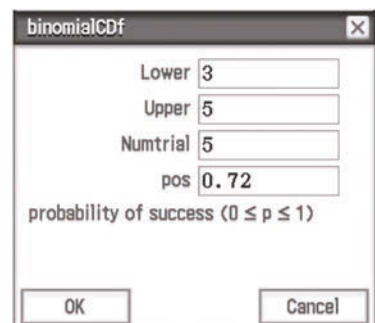 binomialCDf
Lower 3
Upper 5
Numtrial 5
pos 0.72
probability of success (0 ≤ p ≤ 1)
OK Cancel